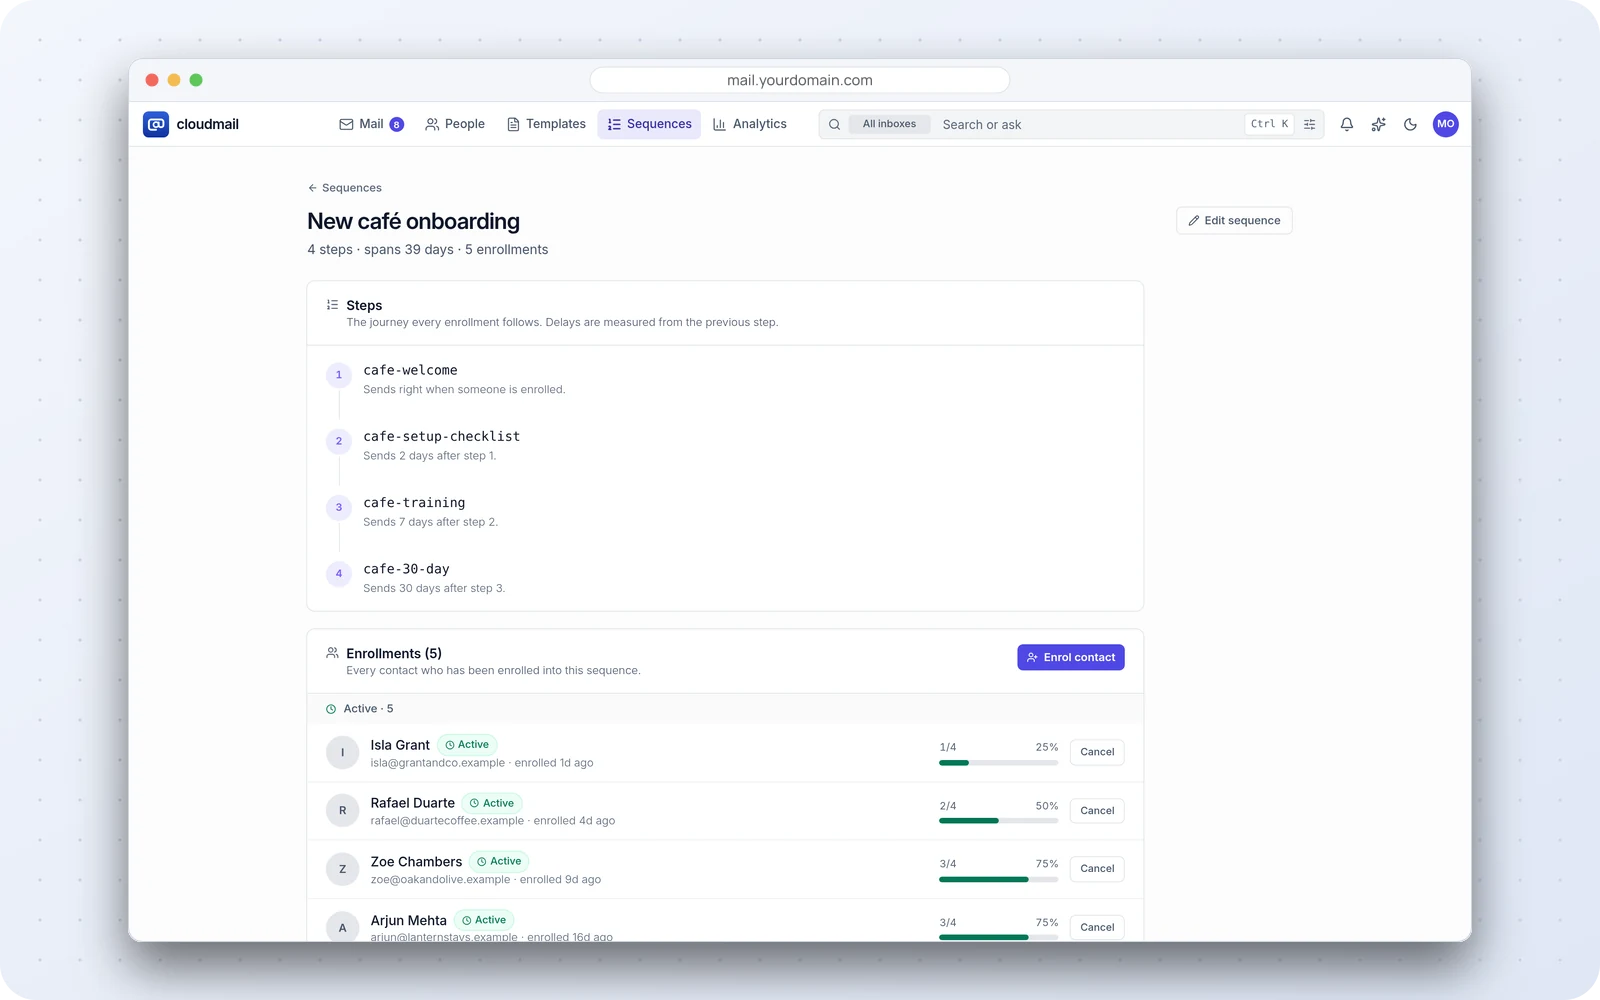 mail.yourdomain.com
cloudmail
Mail 8
People
Templates
Sequences
Analytics
All inboxes
Search or ask
Ctrl K
MO
← Sequences
New café onboarding
Edit sequence
4 steps · spans 39 days · 5 enrollments
Steps
The journey every enrollment follows. Delays are measured from the previous step.
1 cafe-welcome
Sends right when someone is enrolled.
2 cafe-setup-checklist
Sends 2 days after step 1.
3 cafe-training
Sends 7 days after step 2.
4 cafe-30-day
Sends 30 days after step 3.
Enrollments (5)
Every contact who has been enrolled into this sequence.
Enrol contact
Active · 5
I Isla Grant Active
isla@grantandco.example · enrolled 1d ago
1/4 25%
Cancel
R Rafael Duarte Active
rafael@duartecoffee.example · enrolled 4d ago
2/4 50%
Cancel
Z Zoe Chambers Active
zoe@oakandolive.example · enrolled 9d ago
3/4 75%
Cancel
A Arjun Mehta Active
arjun@lanternstays.example · enrolled 16d ago
3/4 75%
Cancel